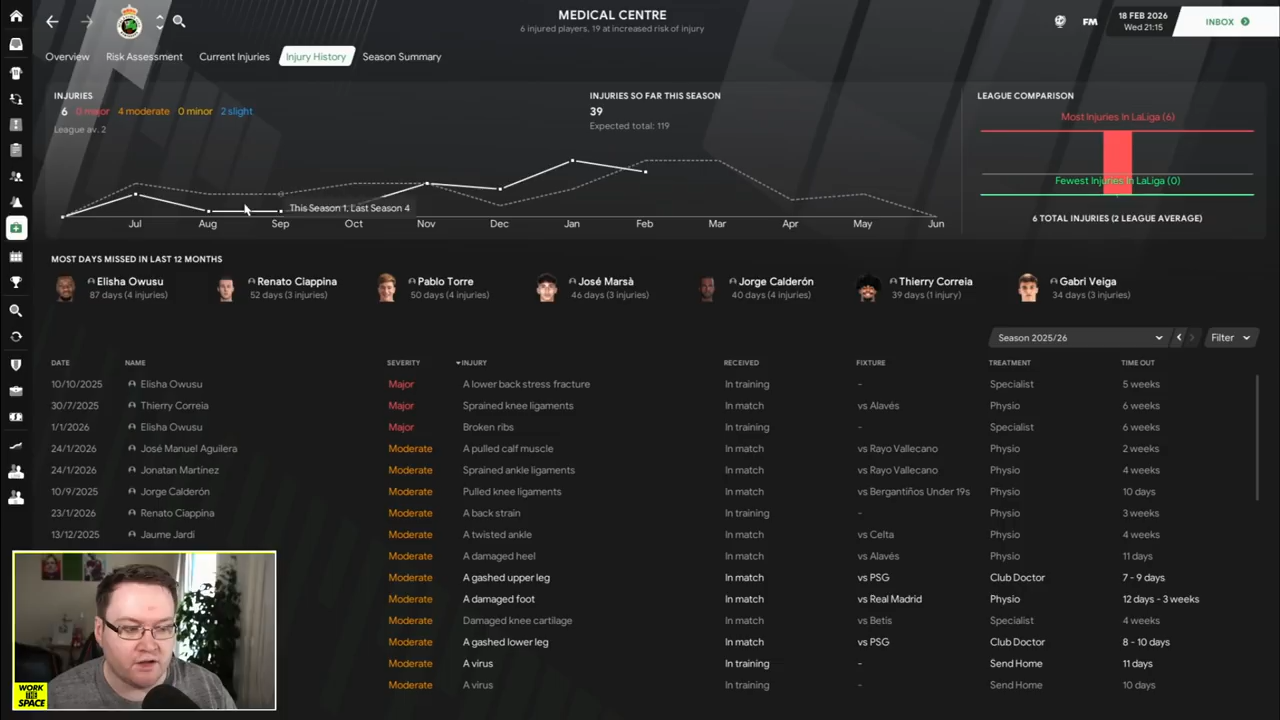 MEDICAL CENTRE
6 injured players, 19 at increased risk of injury
FM
18 FEB 2026
Wed 21:15
INBOX
Overview
Risk Assessment
Current Injuries
Injury History
Season Summary
INJURIES
6 0 major 4 moderate 0 minor 2 slight
League av. 2
INJURIES SO FAR THIS SEASON
39
Expected total: 119
LEAGUE COMPARISON
Most Injuries In LaLiga (6)
Fewest Injuries In LaLiga (0)
6 TOTAL INJURIES (2 LEAGUE AVERAGE)
This Season 1, Last Season 4
Jul Aug Sep Oct Nov Dec Jan Feb Mar Apr May Jun
MOST DAYS MISSED IN LAST 12 MONTHS
Elisha Owusu
87 days (4 injuries)
Renato Ciappina
52 days (3 injuries)
Pablo Torre
50 days (4 injuries)
José Marsà
46 days (3 injuries)
Jorge Calderón
40 days (4 injuries)
Thierry Correia
39 days (1 injury)
Gabri Veiga
34 days (3 injuries)
Season 2025/26
Filter
DATE NAME SEVERITY INJURY RECEIVED FIXTURE TREATMENT TIME OUT
10/10/2025 Elisha Owusu Major A lower back stress fracture In training - Specialist 5 weeks
30/7/2025 Thierry Correia Major Sprained knee ligaments In match vs Alavés Physio 6 weeks
1/1/2026 Elisha Owusu Major Broken ribs In training - Specialist 6 weeks
24/1/2026 José Manuel Aguilera Moderate A pulled calf muscle In match vs Rayo Vallecano Physio 2 weeks
24/1/2026 Jonatan Martínez Moderate Sprained ankle ligaments In match vs Rayo Vallecano Physio 4 weeks
10/9/2025 Jorge Calderón Moderate Pulled knee ligaments In match vs Bergantiños Under 19s Physio 10 days
23/1/2026 Renato Ciappina Moderate A back strain In training - Physio 3 weeks
13/12/2025 Jaume Jardí Moderate A twisted ankle In match vs Celta Physio 4 weeks
Moderate A damaged heel In match vs Alavés Physio 11 days
Moderate A gashed upper leg In match vs PSG Club Doctor 7 - 9 days
Moderate A damaged foot In match vs Real Madrid Physio 12 days - 3 weeks
Moderate Damaged knee cartilage In match vs Betis Specialist 4 weeks
Moderate A gashed lower leg In match vs PSG Club Doctor 8 - 10 days
Moderate A virus In training - Send Home 11 days
Moderate A virus In training - Send Home 10 days
WORK
THE
SPACE